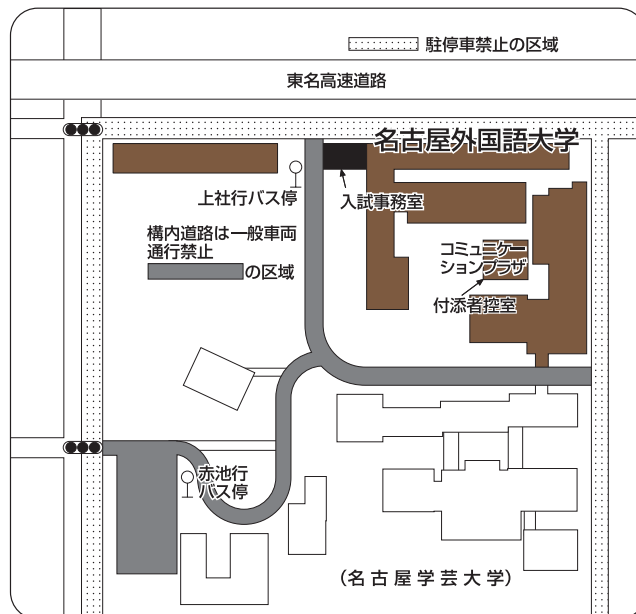 駐停車禁止の区域
東名高速道路
名古屋外国語大学
上社行バス停
入試事務室
構内道路は一般車両
通行禁止
の区域
コミュニケー
ションプラザ
付添者控室
赤池行
バス停
(名古屋学芸大学)